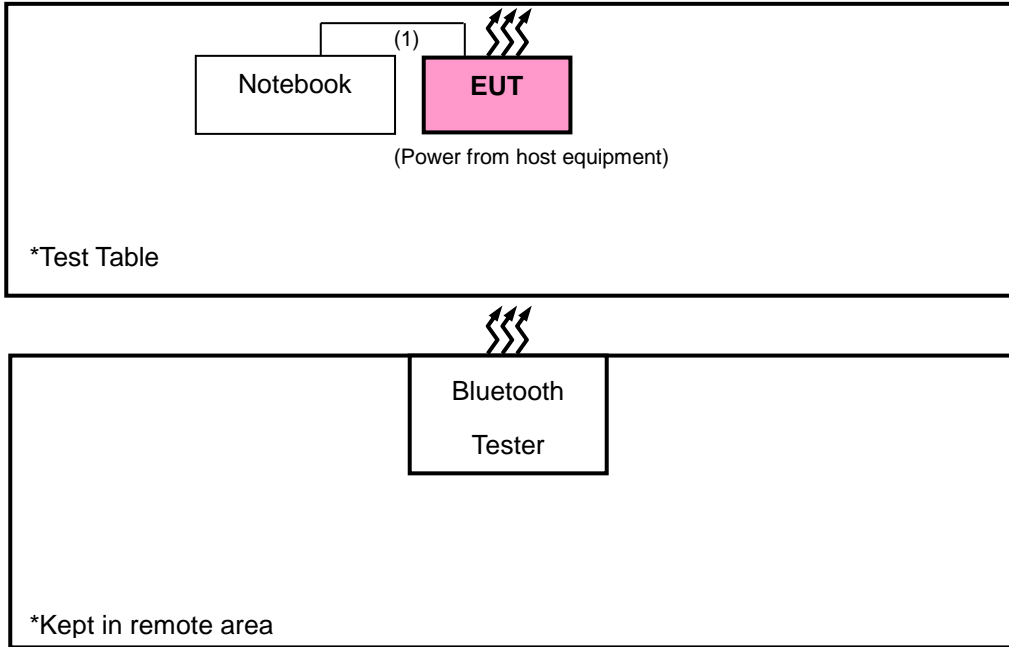 (1)
Notebook
EUT
(Power from host equipment)
*Test Table
Bluetooth
Tester
*Kept in remote area